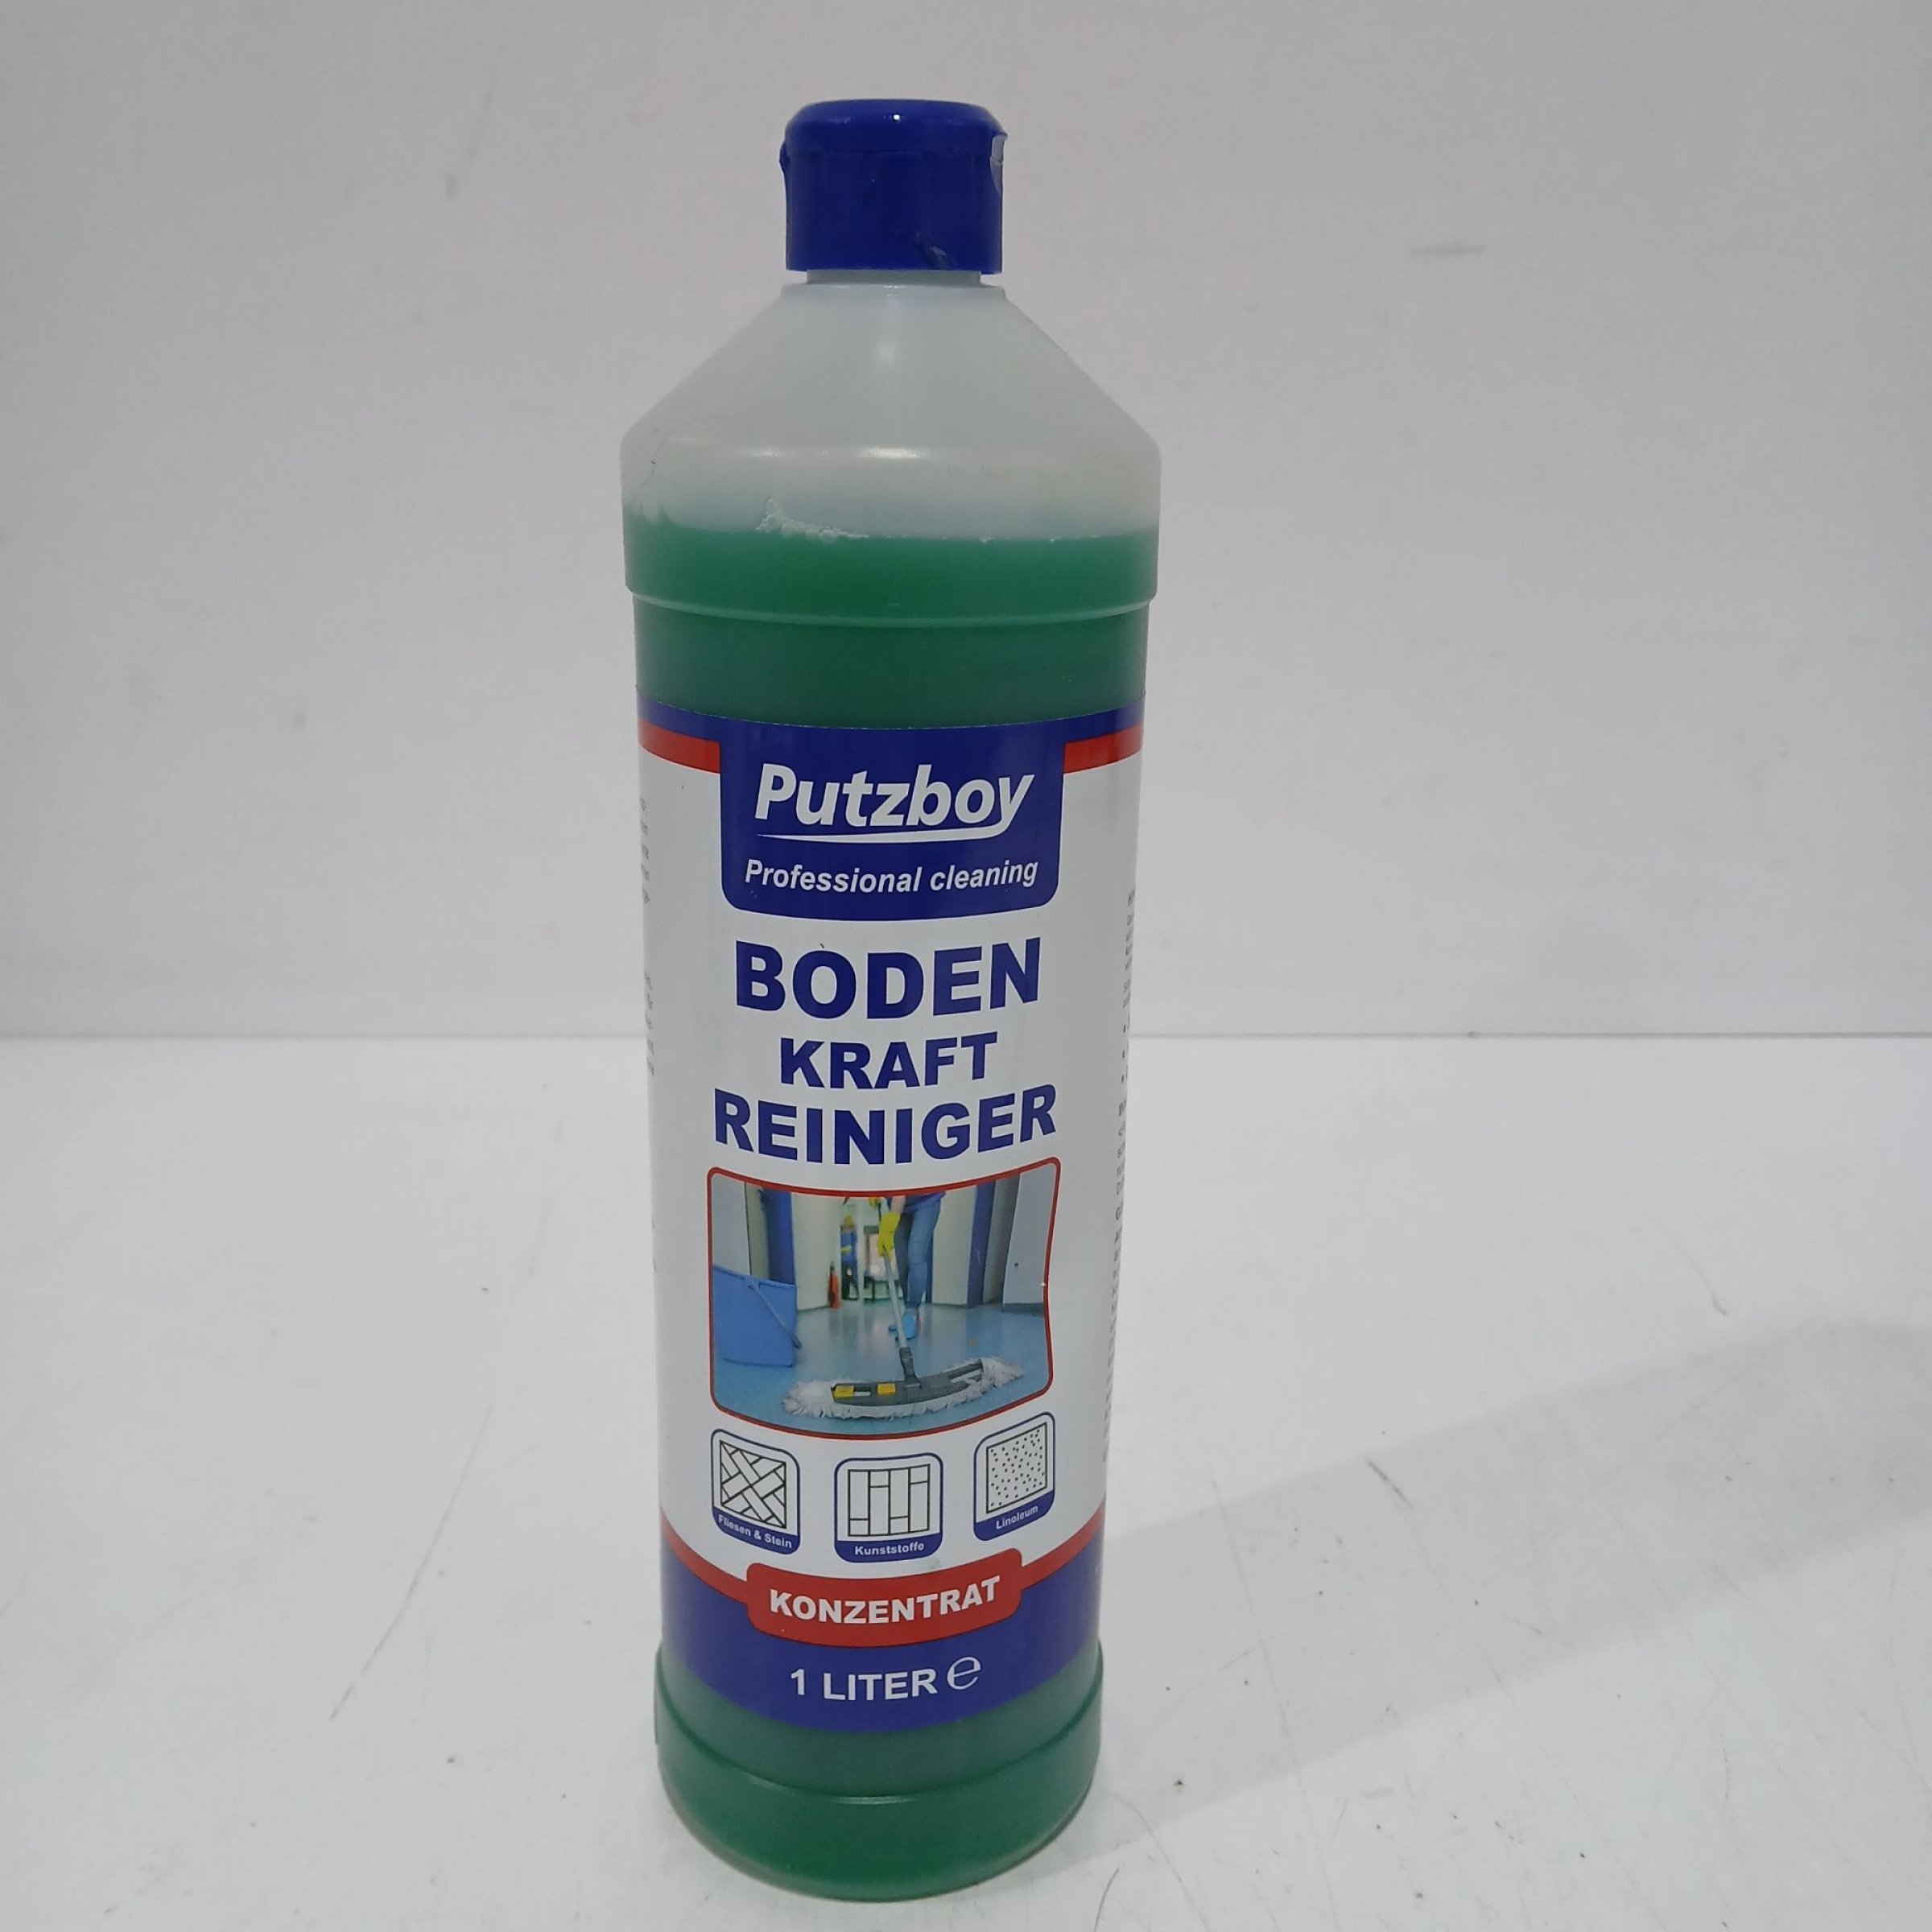 Putzboy
Professional cleaning
BODEN
KRAFT
REINIGER
Fliesen & Stein
Kunststoffe
Linoleum
KONZENTRAT
1 LITER ℮